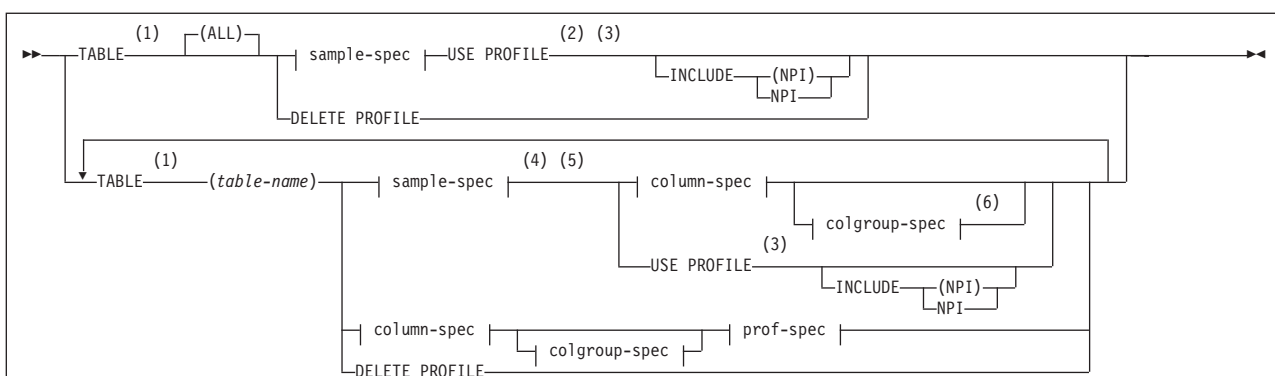 (1) (ALL) (2) (3)
TABLE sample-spec USE PROFILE
INCLUDE (NPI)
NPI
DELETE PROFILE
(1) (4) (5)
TABLE (table-name) sample-spec column-spec
(6)
colgroup-spec
(3)
USE PROFILE
INCLUDE (NPI)
NPI
column-spec prof-spec
colgroup-spec
DELETE PROFILE